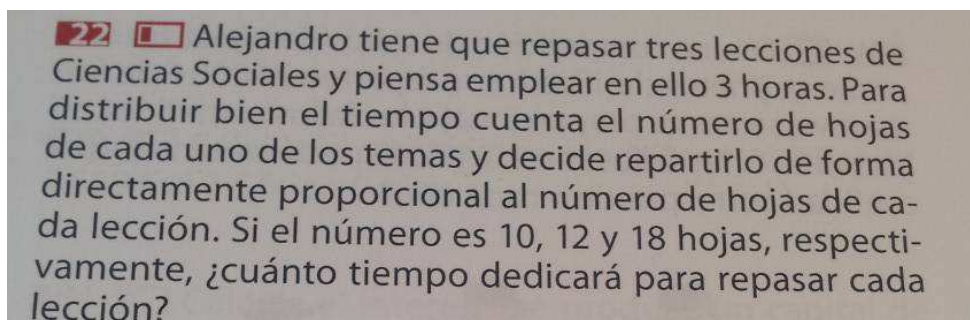 22 Alejandro tiene que repasar tres lecciones de
Ciencias Sociales y piensa emplear en ello 3 horas. Para
distribuir bien el tiempo cuenta el número de hojas
de cada uno de los temas y decide repartirlo de forma
directamente proporcional al número de hojas de ca-
da lección. Si el número es 10, 12 y 18 hojas, respecti-
vamente, ¿cuánto tiempo dedicará para repasar cada
lección?